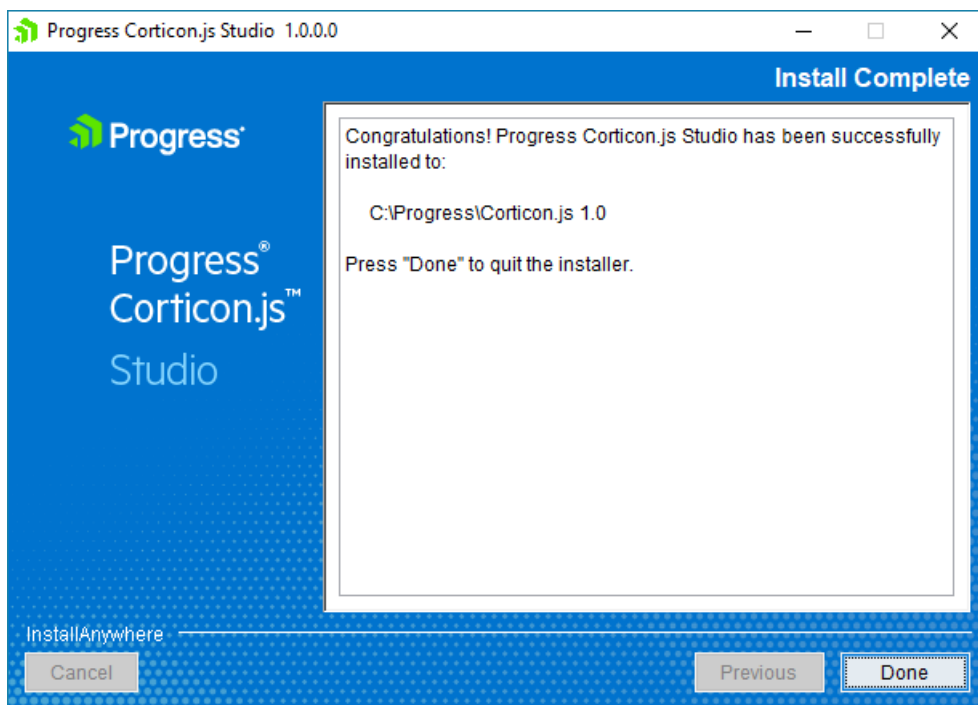 Progress Corticon.js Studio 1.0.0.0
Install Complete
Progress
Progress®
Corticon.js™
Studio
Congratulations! Progress Corticon.js Studio has been successfully
installed to:
C:\Progress\Corticon.js 1.0
Press "Done" to quit the installer.
InstallAnywhere
Cancel
Previous
Done